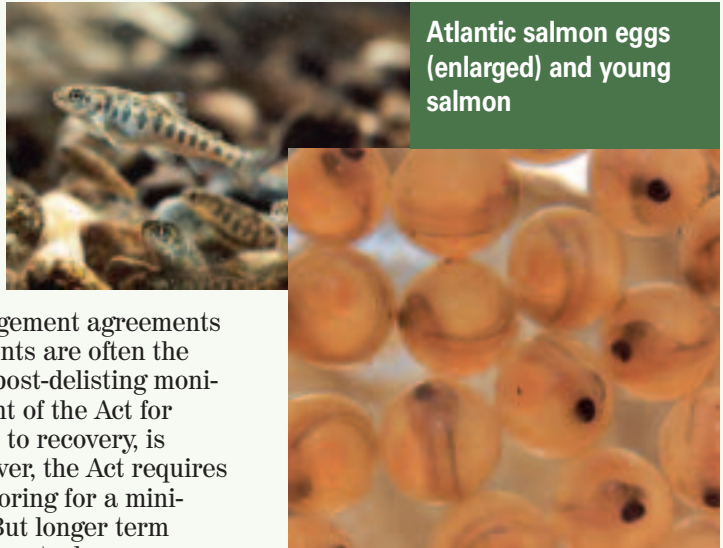 Atlantic salmon eggs
(enlarged) and young
salmon
gement agreements
nts are often the
post-delisting moni-
nt of the Act for
to recovery, is
ver, the Act requires
oring for a mini-
But longer term